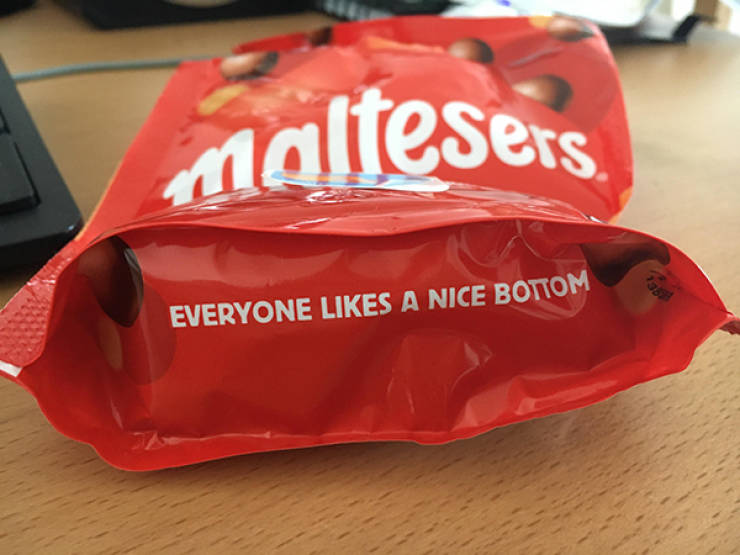 maltesers
EVERYONE LIKES A NICE BOTTOM